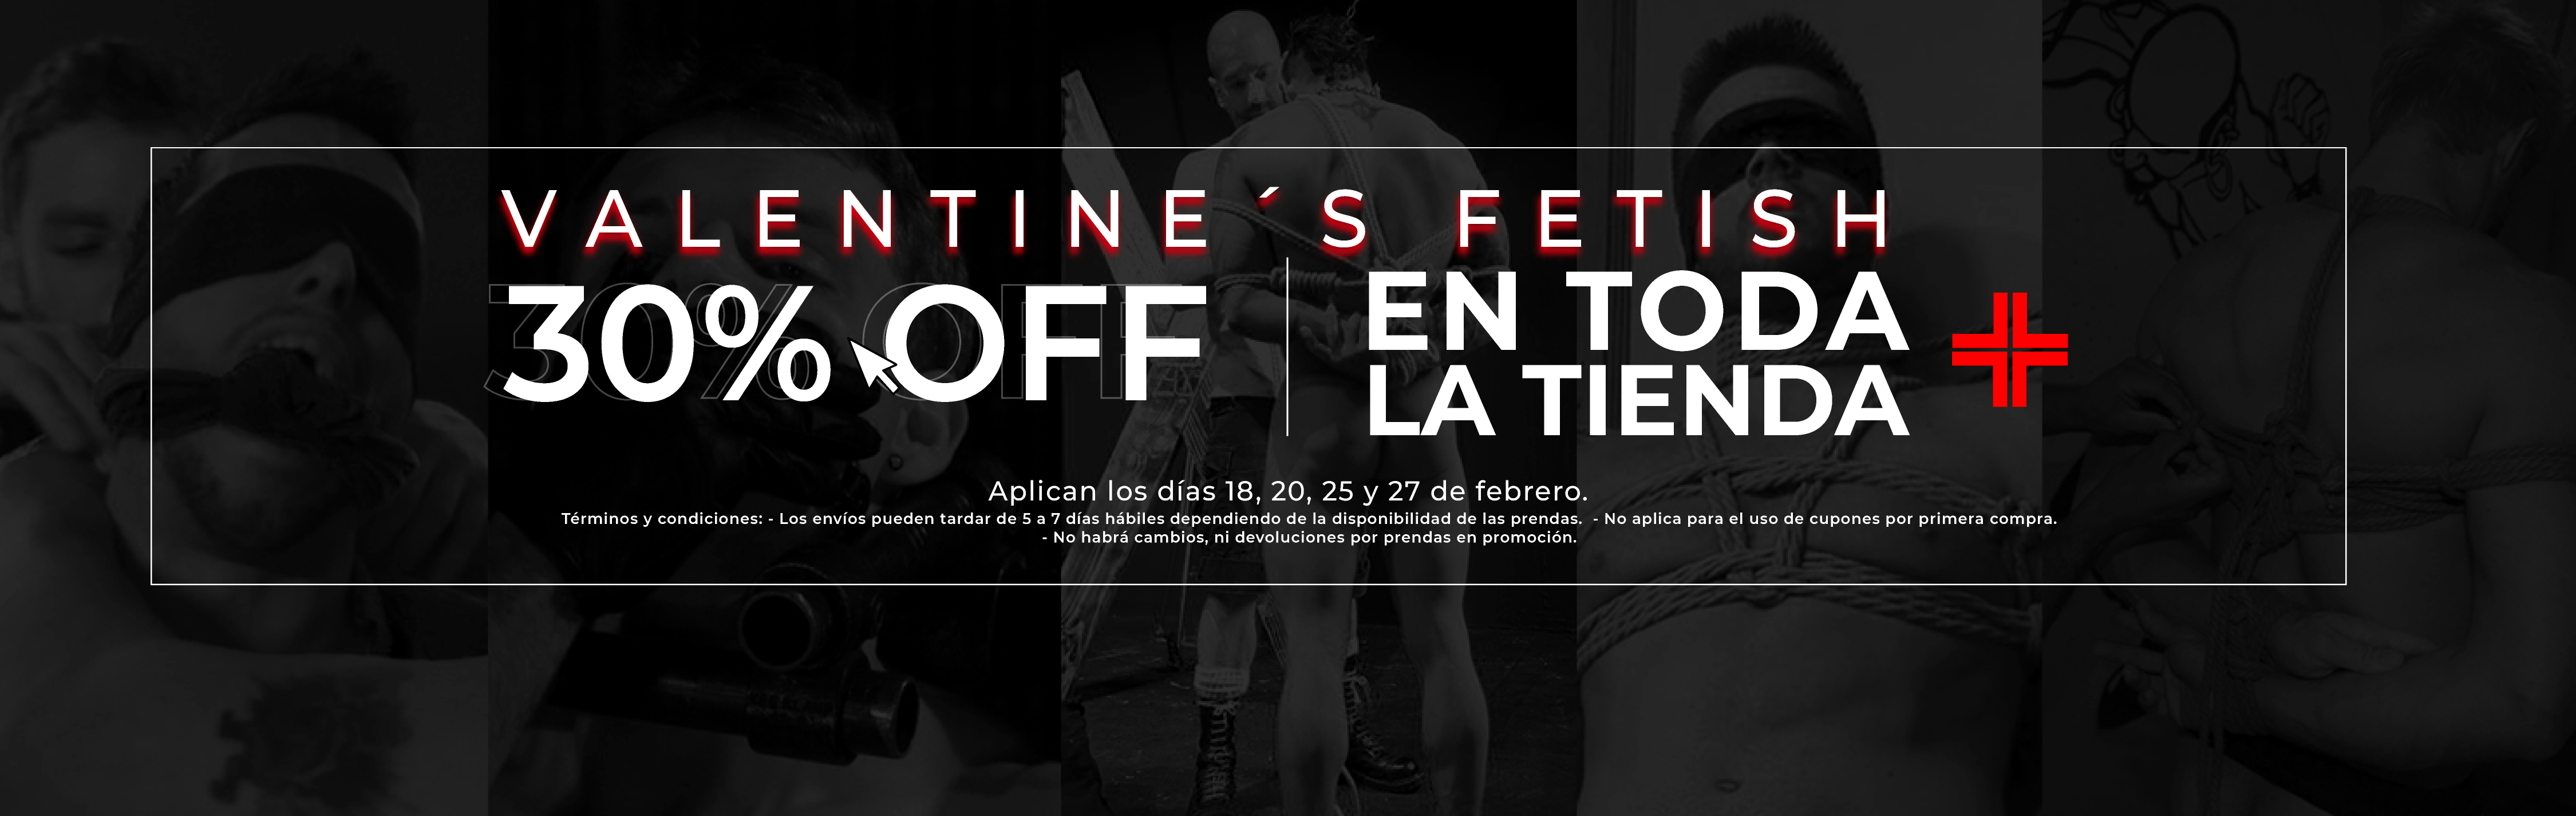 VALENTINE´S FETISH
30% OFF
EN TODA
LA TIENDA
Aplican los días 18, 20, 25 y 27 de febrero.
Términos y condiciones: - Los envíos pueden tardar de 5 a 7 días hábiles dependiendo de la disponibilidad de las prendas.  - No aplica para el uso de cupones por primera compra.
- No habrá cambios, ni devoluciones por prendas en promoción.